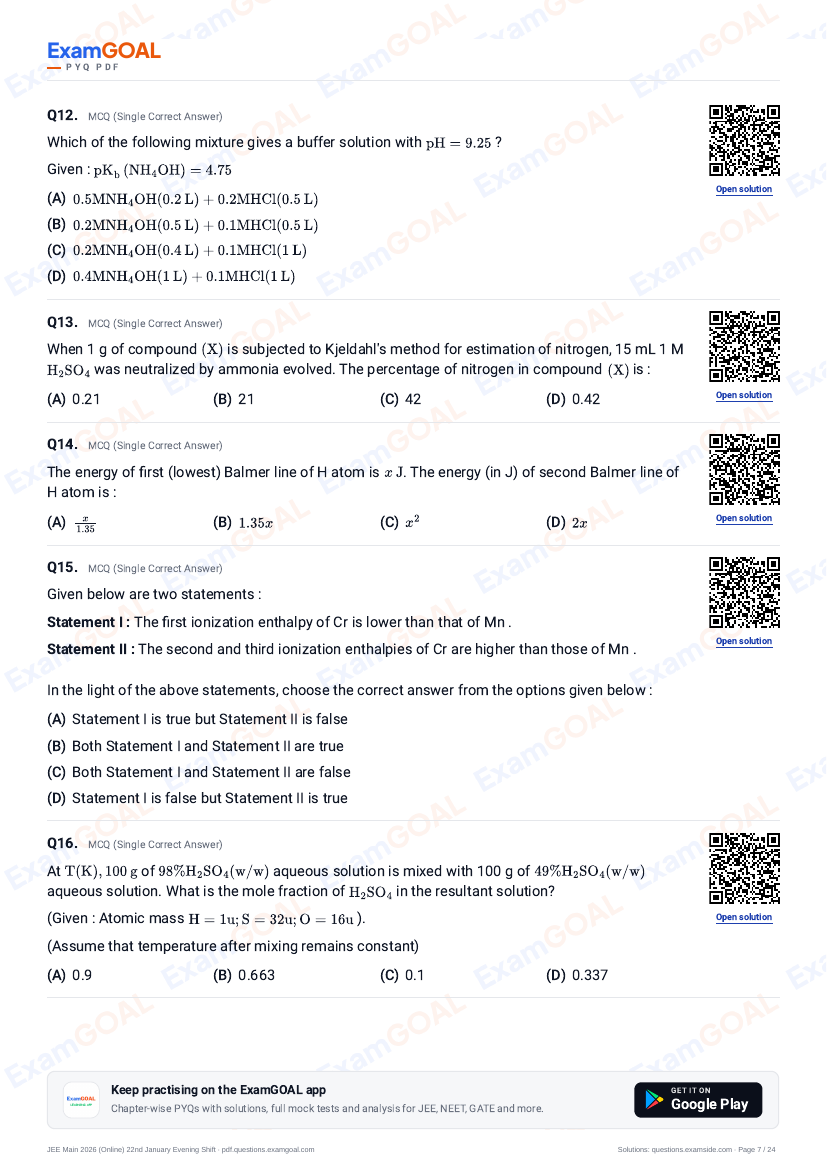 ExamGOAL
PYQ PDF
Q12. MCQ (Single Correct Answer)
Which of the following mixture gives a buffer solution with pH = 9.25 ?
Given : pK_b (NH₄OH) = 4.75
(A) 0.5MNH₄OH(0.2 L) + 0.2MHCl(0.5 L)
(B) 0.2MNH₄OH(0.5 L) + 0.1MHCl(0.5 L)
(C) 0.2MNH₄OH(0.4 L) + 0.1MHCl(1 L)
(D) 0.4MNH₄OH(1 L) + 0.1MHCl(1 L)
Open solution
Q13. MCQ (Single Correct Answer)
When 1 g of compound (X) is subjected to Kjeldahl's method for estimation of nitrogen, 15 mL 1 M
H₂SO₄ was neutralized by ammonia evolved. The percentage of nitrogen in compound (X) is :
(A) 0.21 (B) 21 (C) 42 (D) 0.42
Open solution
Q14. MCQ (Single Correct Answer)
The energy of first (lowest) Balmer line of H atom is x J. The energy (in J) of second Balmer line of
H atom is :
(A) x/1.35 (B) 1.35x (C) x² (D) 2x
Open solution
Q15. MCQ (Single Correct Answer)
Given below are two statements :
Statement I : The first ionization enthalpy of Cr is lower than that of Mn .
Statement II : The second and third ionization enthalpies of Cr are higher than those of Mn .
In the light of the above statements, choose the correct answer from the options given below :
(A) Statement I is true but Statement II is false
(B) Both Statement I and Statement II are true
(C) Both Statement I and Statement II are false
(D) Statement I is false but Statement II is true
Open solution
Q16. MCQ (Single Correct Answer)
At T(K), 100 g of 98%H₂SO₄(w/w) aqueous solution is mixed with 100 g of 49%H₂SO₄(w/w)
aqueous solution. What is the mole fraction of H₂SO₄ in the resultant solution?
(Given : Atomic mass H = 1u; S = 32u; O = 16u ).
(Assume that temperature after mixing remains constant)
(A) 0.9 (B) 0.663 (C) 0.1 (D) 0.337
Open solution
ExamGOAL
Keep practising on the ExamGOAL app
Chapter-wise PYQs with solutions, full mock tests and analysis for JEE, NEET, GATE and more.
GET IT ON
Google Play
JEE Main 2026 (Online) 22nd January Evening Shift · pdf.questions.examgoal.com
Solutions: questions.examside.com · Page 7 / 24